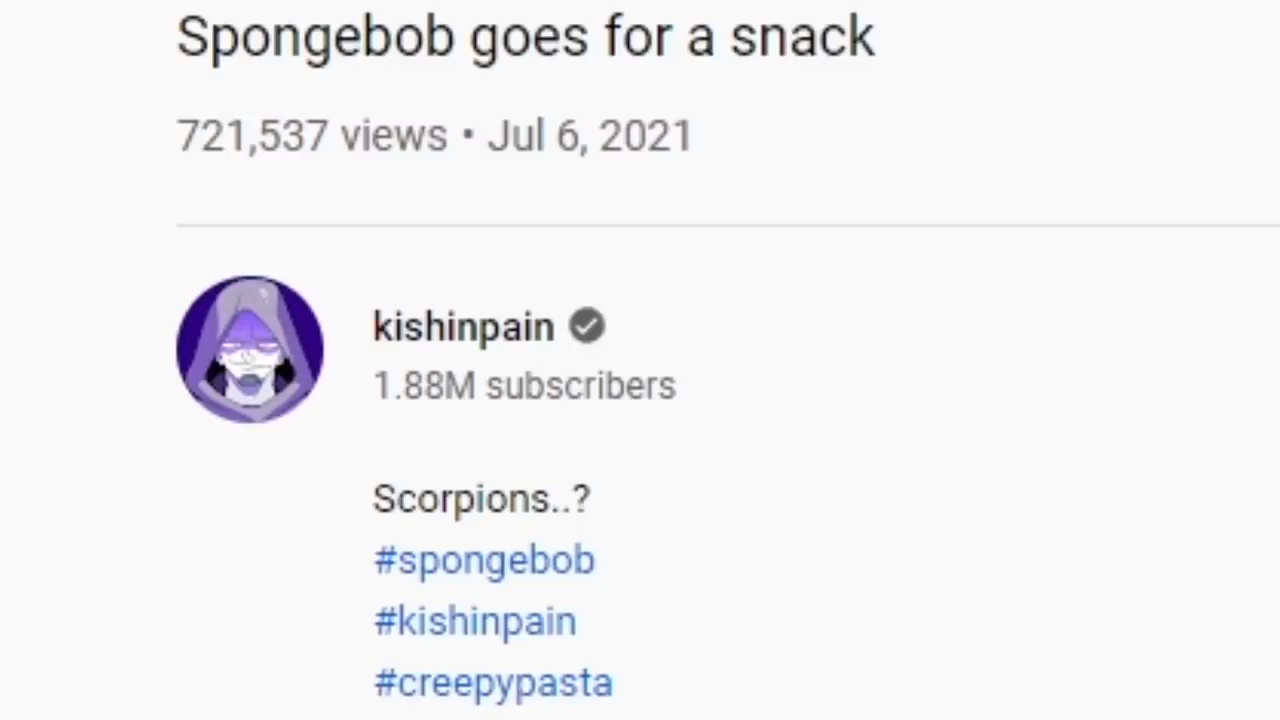 Spongebob goes for a snack
721,537 views • Jul 6, 2021
kishinpain
1.88M subscribers
Scorpions..?
#spongebob
#kishinpain
#creepypasta